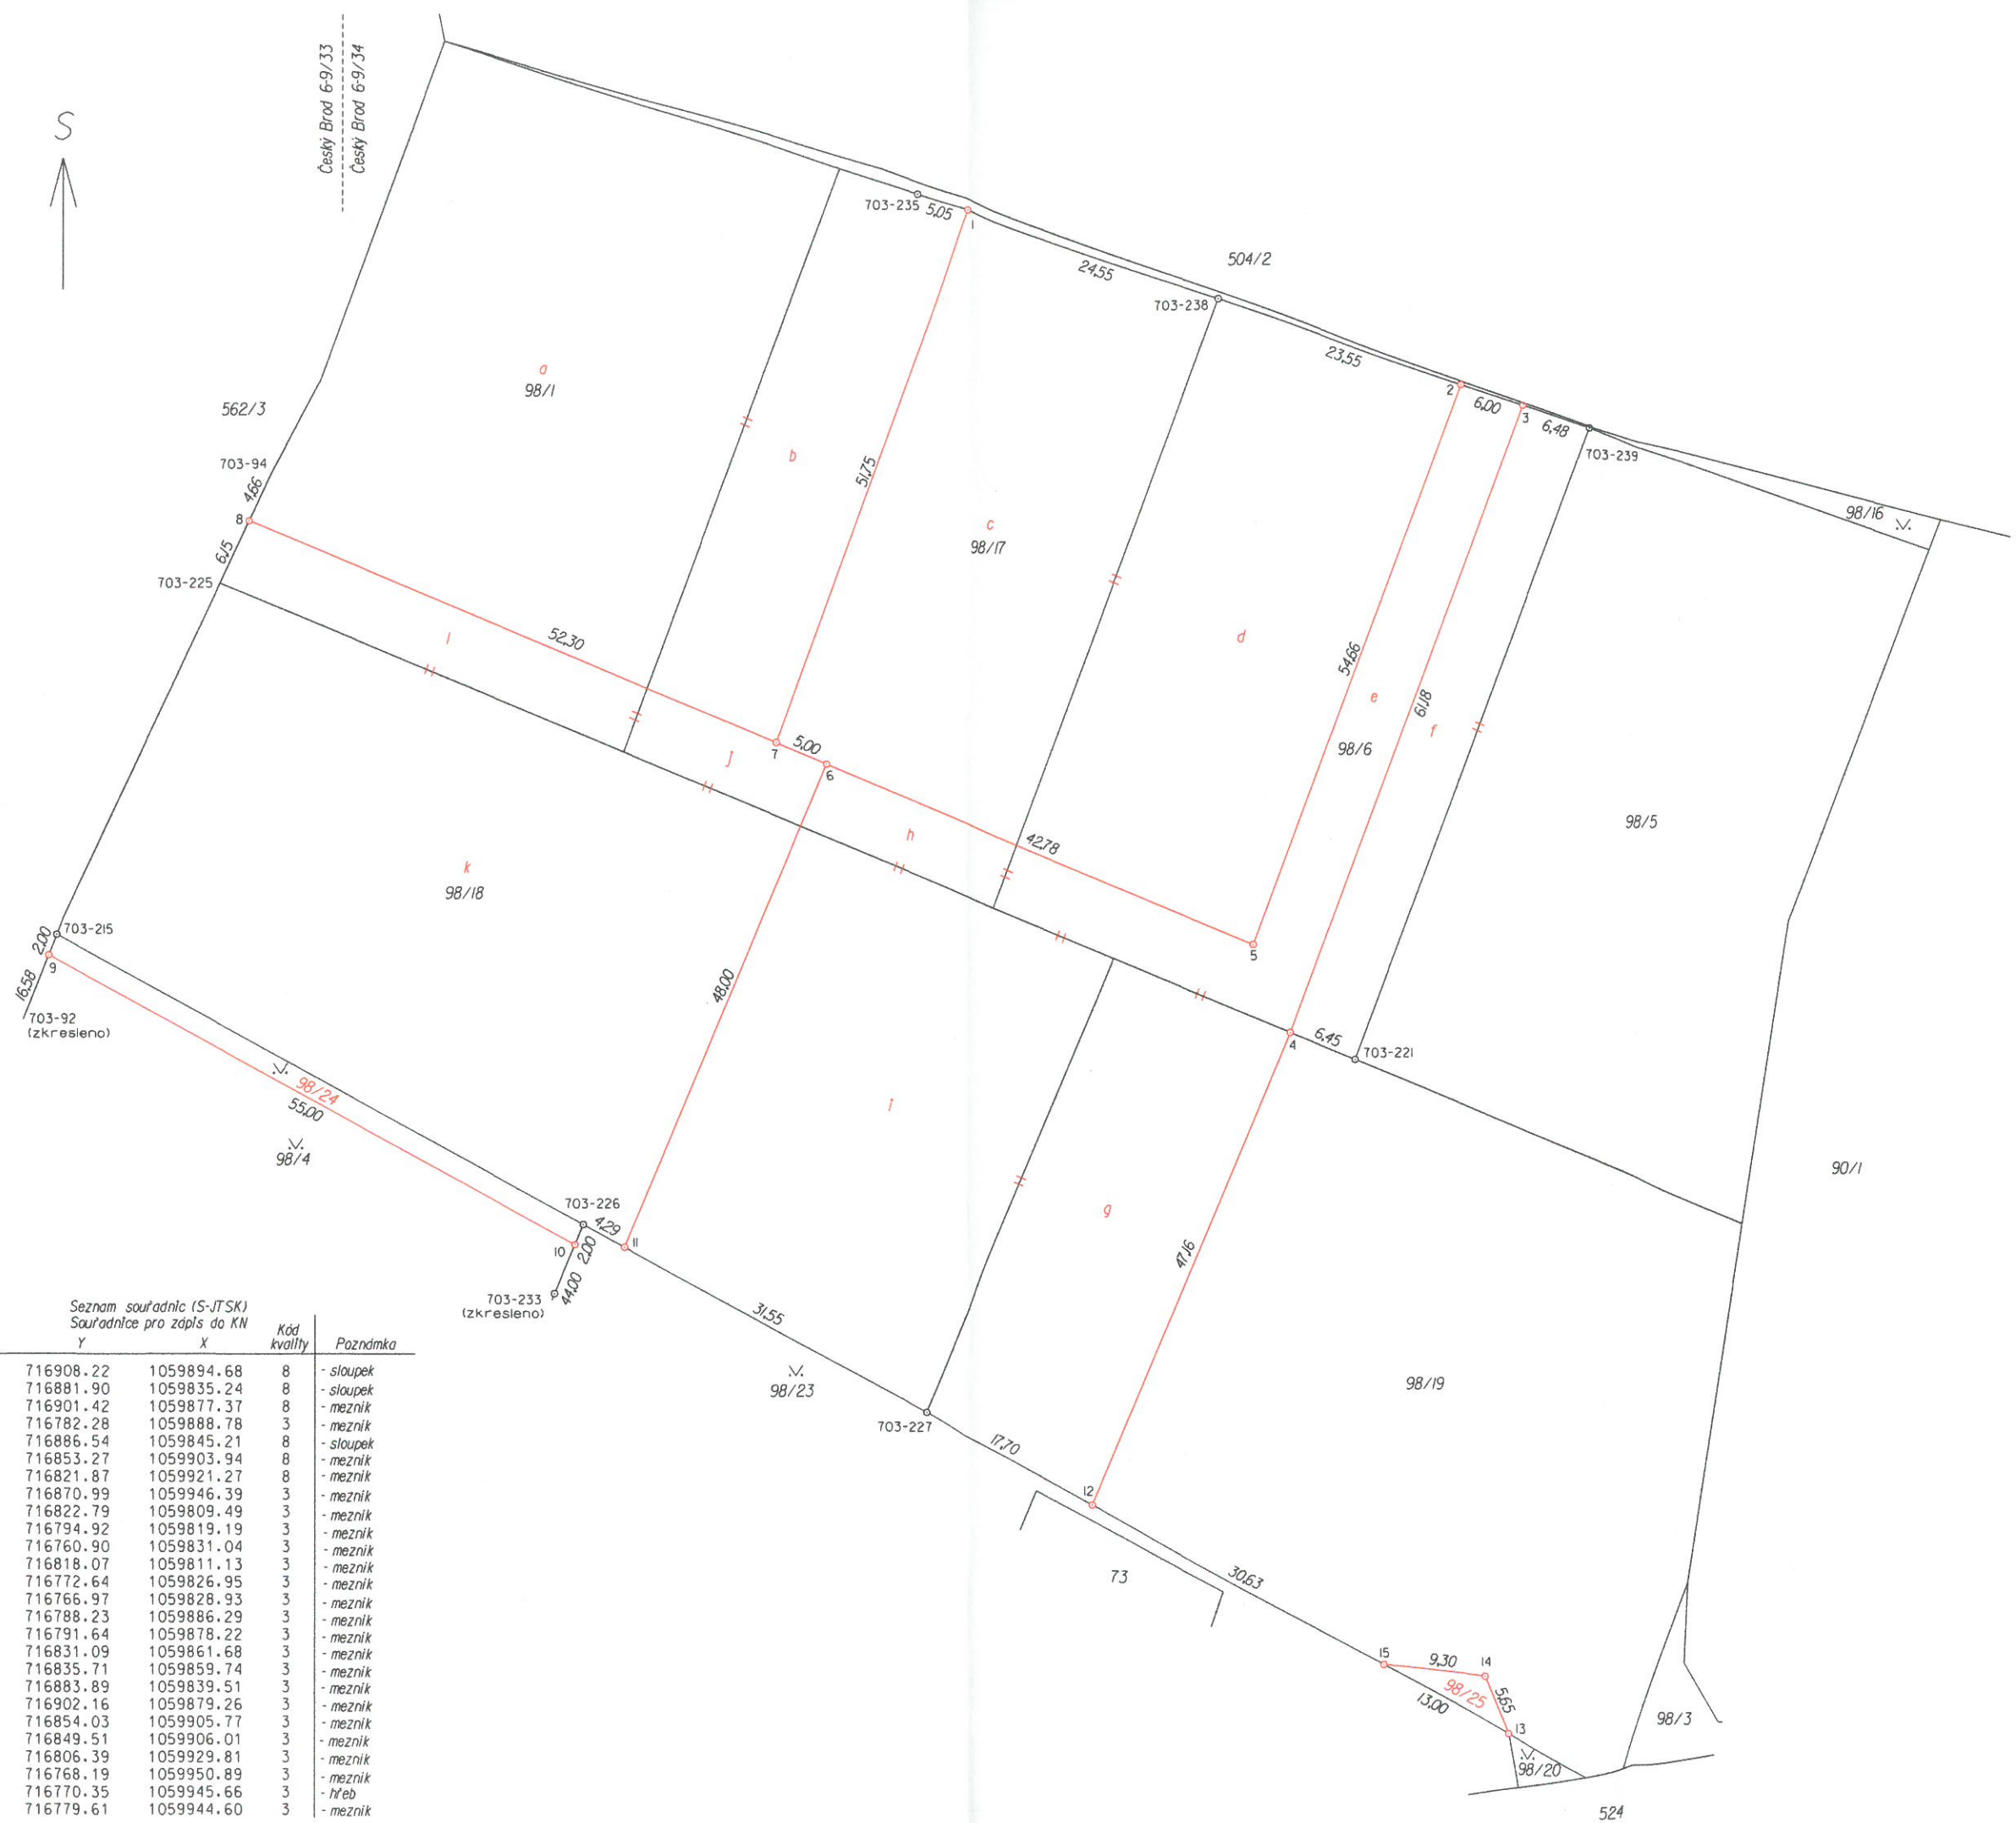 Český Brod 6-9/33
Český Brod 6-9/34
S
703-235
5,05
1
24,55
504/2
703-238
23,55
2
6,00
3
6,48
703-239
98/16
a
98/1
b
51,75
c
98/17
562/3
703-94
4,66
8
6,15
703-225
l
52,30
d
54,66
e
61,18
f
98/6
98/5
7
5,00
6
j
h
42,78
k
98/18
5
703-215
2,00
9
16,58
703-92
(zkresleno)
48,00
4
6,45
703-221
98/24
55,00
98/4
i
90/1
703-226
4,29
11
10
2,00
44,00
703-233
(zkresleno)
g
47,16
31,55
98/23
98/19
703-227
17,70
12
73
30,63
15
9,30
14
98/25
5,65
13,00
13
98/3
98/20
524
Seznam souřadnic (S-JTSK)
Souřadnice pro zápis do KN
Y X Kód kvality Poznámka
716908.22 1059894.68 8 - sloupek
716881.90 1059835.24 8 - sloupek
716901.42 1059877.37 8 - mezník
716782.28 1059888.78 3 - mezník
716886.54 1059845.21 8 - sloupek
716853.27 1059903.94 8 - mezník
716821.87 1059921.27 8 - mezník
716870.99 1059946.39 3 - mezník
716822.79 1059809.49 3 - mezník
716794.92 1059819.19 3 - mezník
716760.90 1059831.04 3 - mezník
716818.07 1059811.13 3 - mezník
716772.64 1059826.95 3 - mezník
716766.97 1059828.93 3 - mezník
716788.23 1059886.29 3 - mezník
716791.64 1059878.22 3 - mezník
716831.09 1059861.68 3 - mezník
716835.71 1059859.74 3 - mezník
716883.89 1059839.51 3 - mezník
716902.16 1059879.26 3 - mezník
716854.03 1059905.77 3 - mezník
716849.51 1059906.01 3 - mezník
716806.39 1059929.81 3 - mezník
716768.19 1059950.89 3 - mezník
716770.35 1059945.66 3 - hřeb
716779.61 1059944.60 3 - mezník